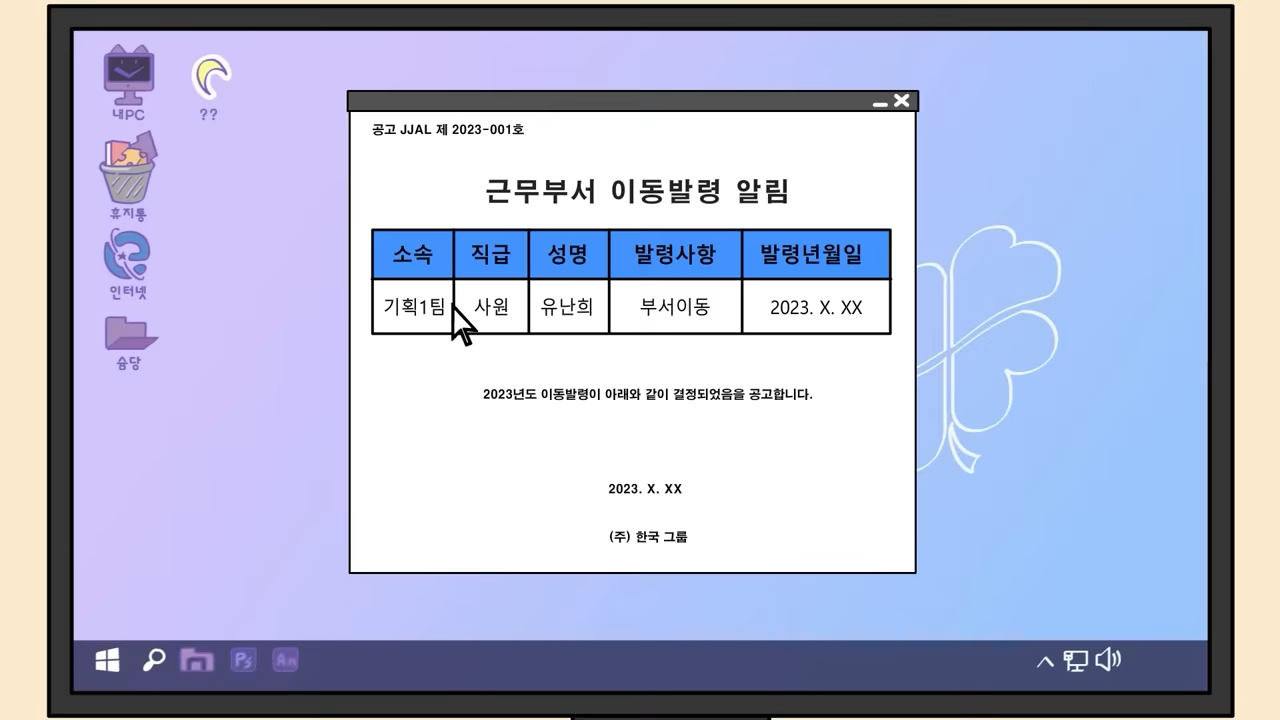 내PC
??
휴지통
인터넷
슝당
공고 JJAL 제 2023-001호
근무부서 이동발령 알림
소속 직급 성명 발령사항 발령년월일
기획1팀 사원 유난희 부서이동 2023. X. XX
2023년도 이동발령이 아래와 같이 결정되었음을 공고합니다.
2023. X. XX
(주) 한국 그룹
Ps An